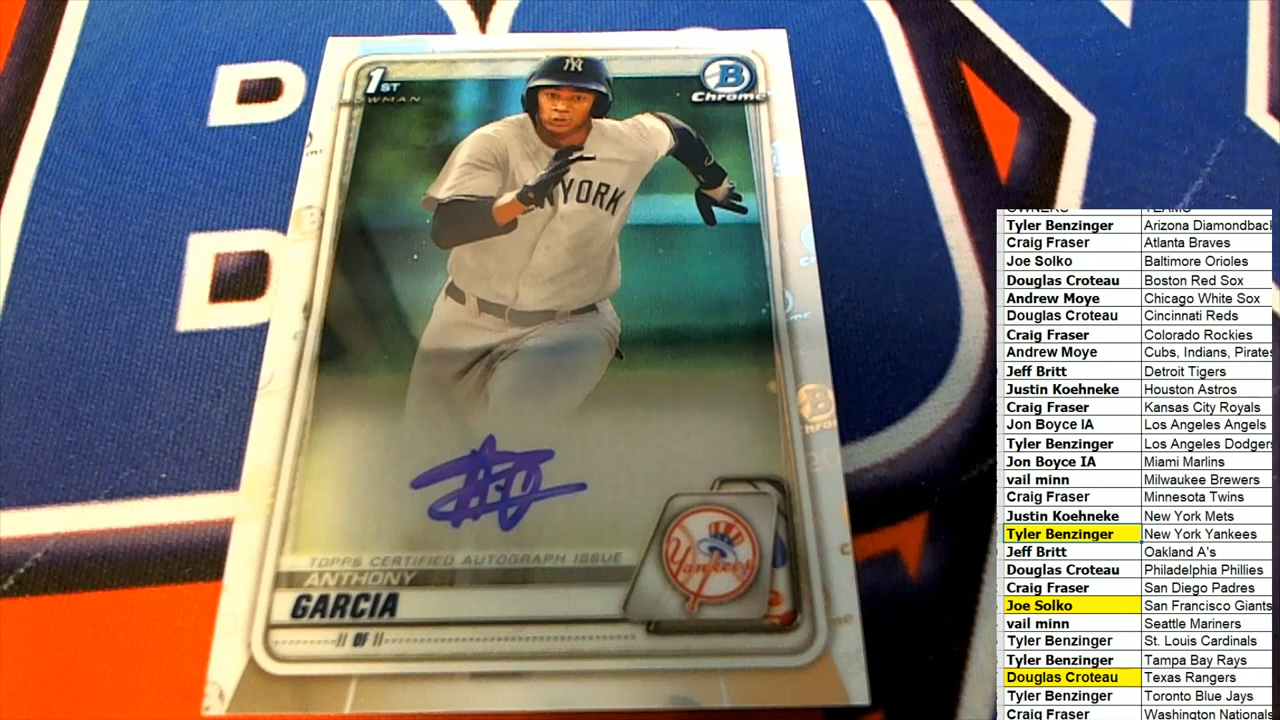 1ST
BOWMAN
B
Chrome
NY
NEW YORK
TOPPS CERTIFIED AUTOGRAPH ISSUE
ANTHONY
GARCIA
OF
Yankees
OWNERS TEAMS
Tyler Benzinger Arizona Diamondback
Craig Fraser Atlanta Braves
Joe Solko Baltimore Orioles
Douglas Croteau Boston Red Sox
Andrew Moye Chicago White Sox
Douglas Croteau Cincinnati Reds
Craig Fraser Colorado Rockies
Andrew Moye Cubs, Indians, Pirates
Jeff Britt Detroit Tigers
Justin Koehneke Houston Astros
Craig Fraser Kansas City Royals
Jon Boyce IA Los Angeles Angels
Tyler Benzinger Los Angeles Dodgers
Jon Boyce IA Miami Marlins
vail minn Milwaukee Brewers
Craig Fraser Minnesota Twins
Justin Koehneke New York Mets
Tyler Benzinger New York Yankees
Jeff Britt Oakland A's
Douglas Croteau Philadelphia Phillies
Craig Fraser San Diego Padres
Joe Solko San Francisco Giants
vail minn Seattle Mariners
Tyler Benzinger St. Louis Cardinals
Tyler Benzinger Tampa Bay Rays
Douglas Croteau Texas Rangers
Tyler Benzinger Toronto Blue Jays
Craig Fraser Washington Nationals